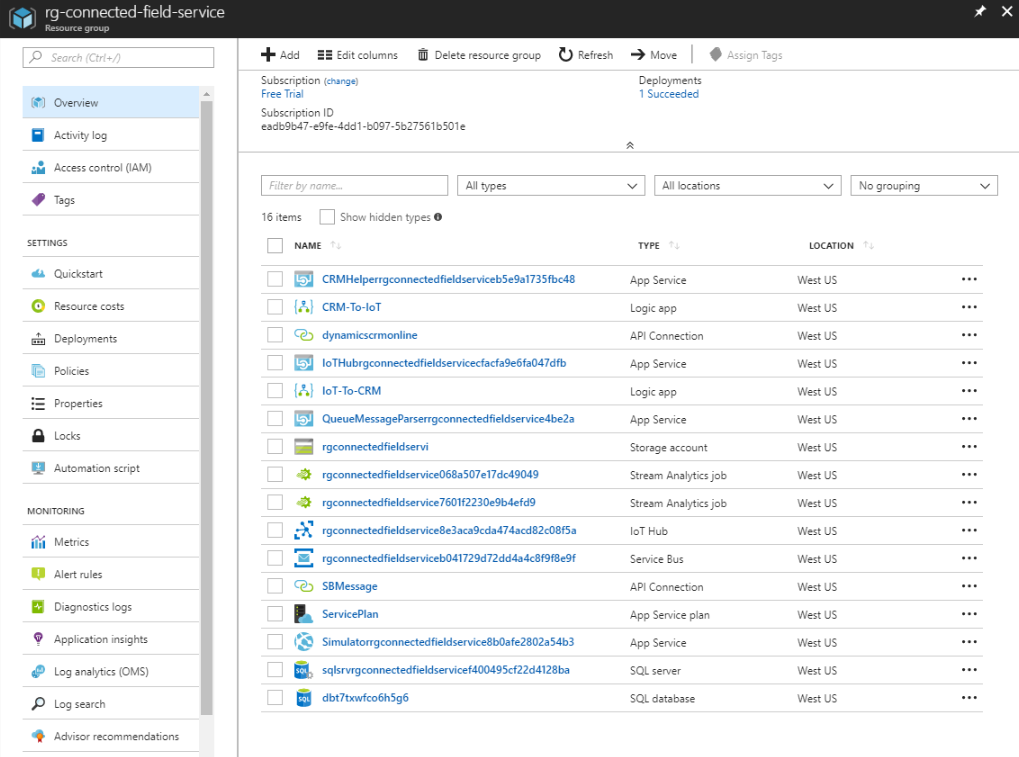 rg-connected-field-service
Resource group
Search (Ctrl+/)
Overview
Activity log
Access control (IAM)
Tags
SETTINGS
Quickstart
Resource costs
Deployments
Policies
Properties
Locks
Automation script
MONITORING
Metrics
Alert rules
Diagnostics logs
Application insights
Log analytics (OMS)
Log search
Advisor recommendations
Add Edit columns Delete resource group Refresh Move Assign Tags
Subscription (change) Deployments
Free Trial 1 Succeeded
Subscription ID
eadb9b47-e9fe-4dd1-b097-5b27561b501e
Filter by name... All types All locations No grouping
16 items Show hidden types
NAME TYPE LOCATION
CRMHelperrgconnectedfieldserviceb5e9a1735fbc48 App Service West US
CRM-To-IoT Logic app West US
dynamicscrmonline API Connection West US
IoTHubrgconnectedfieldservicecfacfa9e6fa047dfb App Service West US
IoT-To-CRM Logic app West US
QueueMessageParserrgconnectedfieldservice4be2a App Service West US
rgconnectedfieldservi Storage account West US
rgconnectedfieldservice068a507e17dc49049 Stream Analytics job West US
rgconnectedfieldservice7601f2230e9b4efd9 Stream Analytics job West US
rgconnectedfieldservice8e3aca9cda474acd82c08f5a IoT Hub West US
rgconnectedfieldserviceb041729d72dd4a4c8f9f8e9f Service Bus West US
SBMessage API Connection West US
ServicePlan App Service plan West US
Simulatorrgconnectedfieldservice8b0afe2802a54b3 App Service West US
SQL sqlsrvrgconnectedfieldservicef400495cf22d4128ba SQL server West US
SQL dbt7txwfco6h5g6 SQL database West US